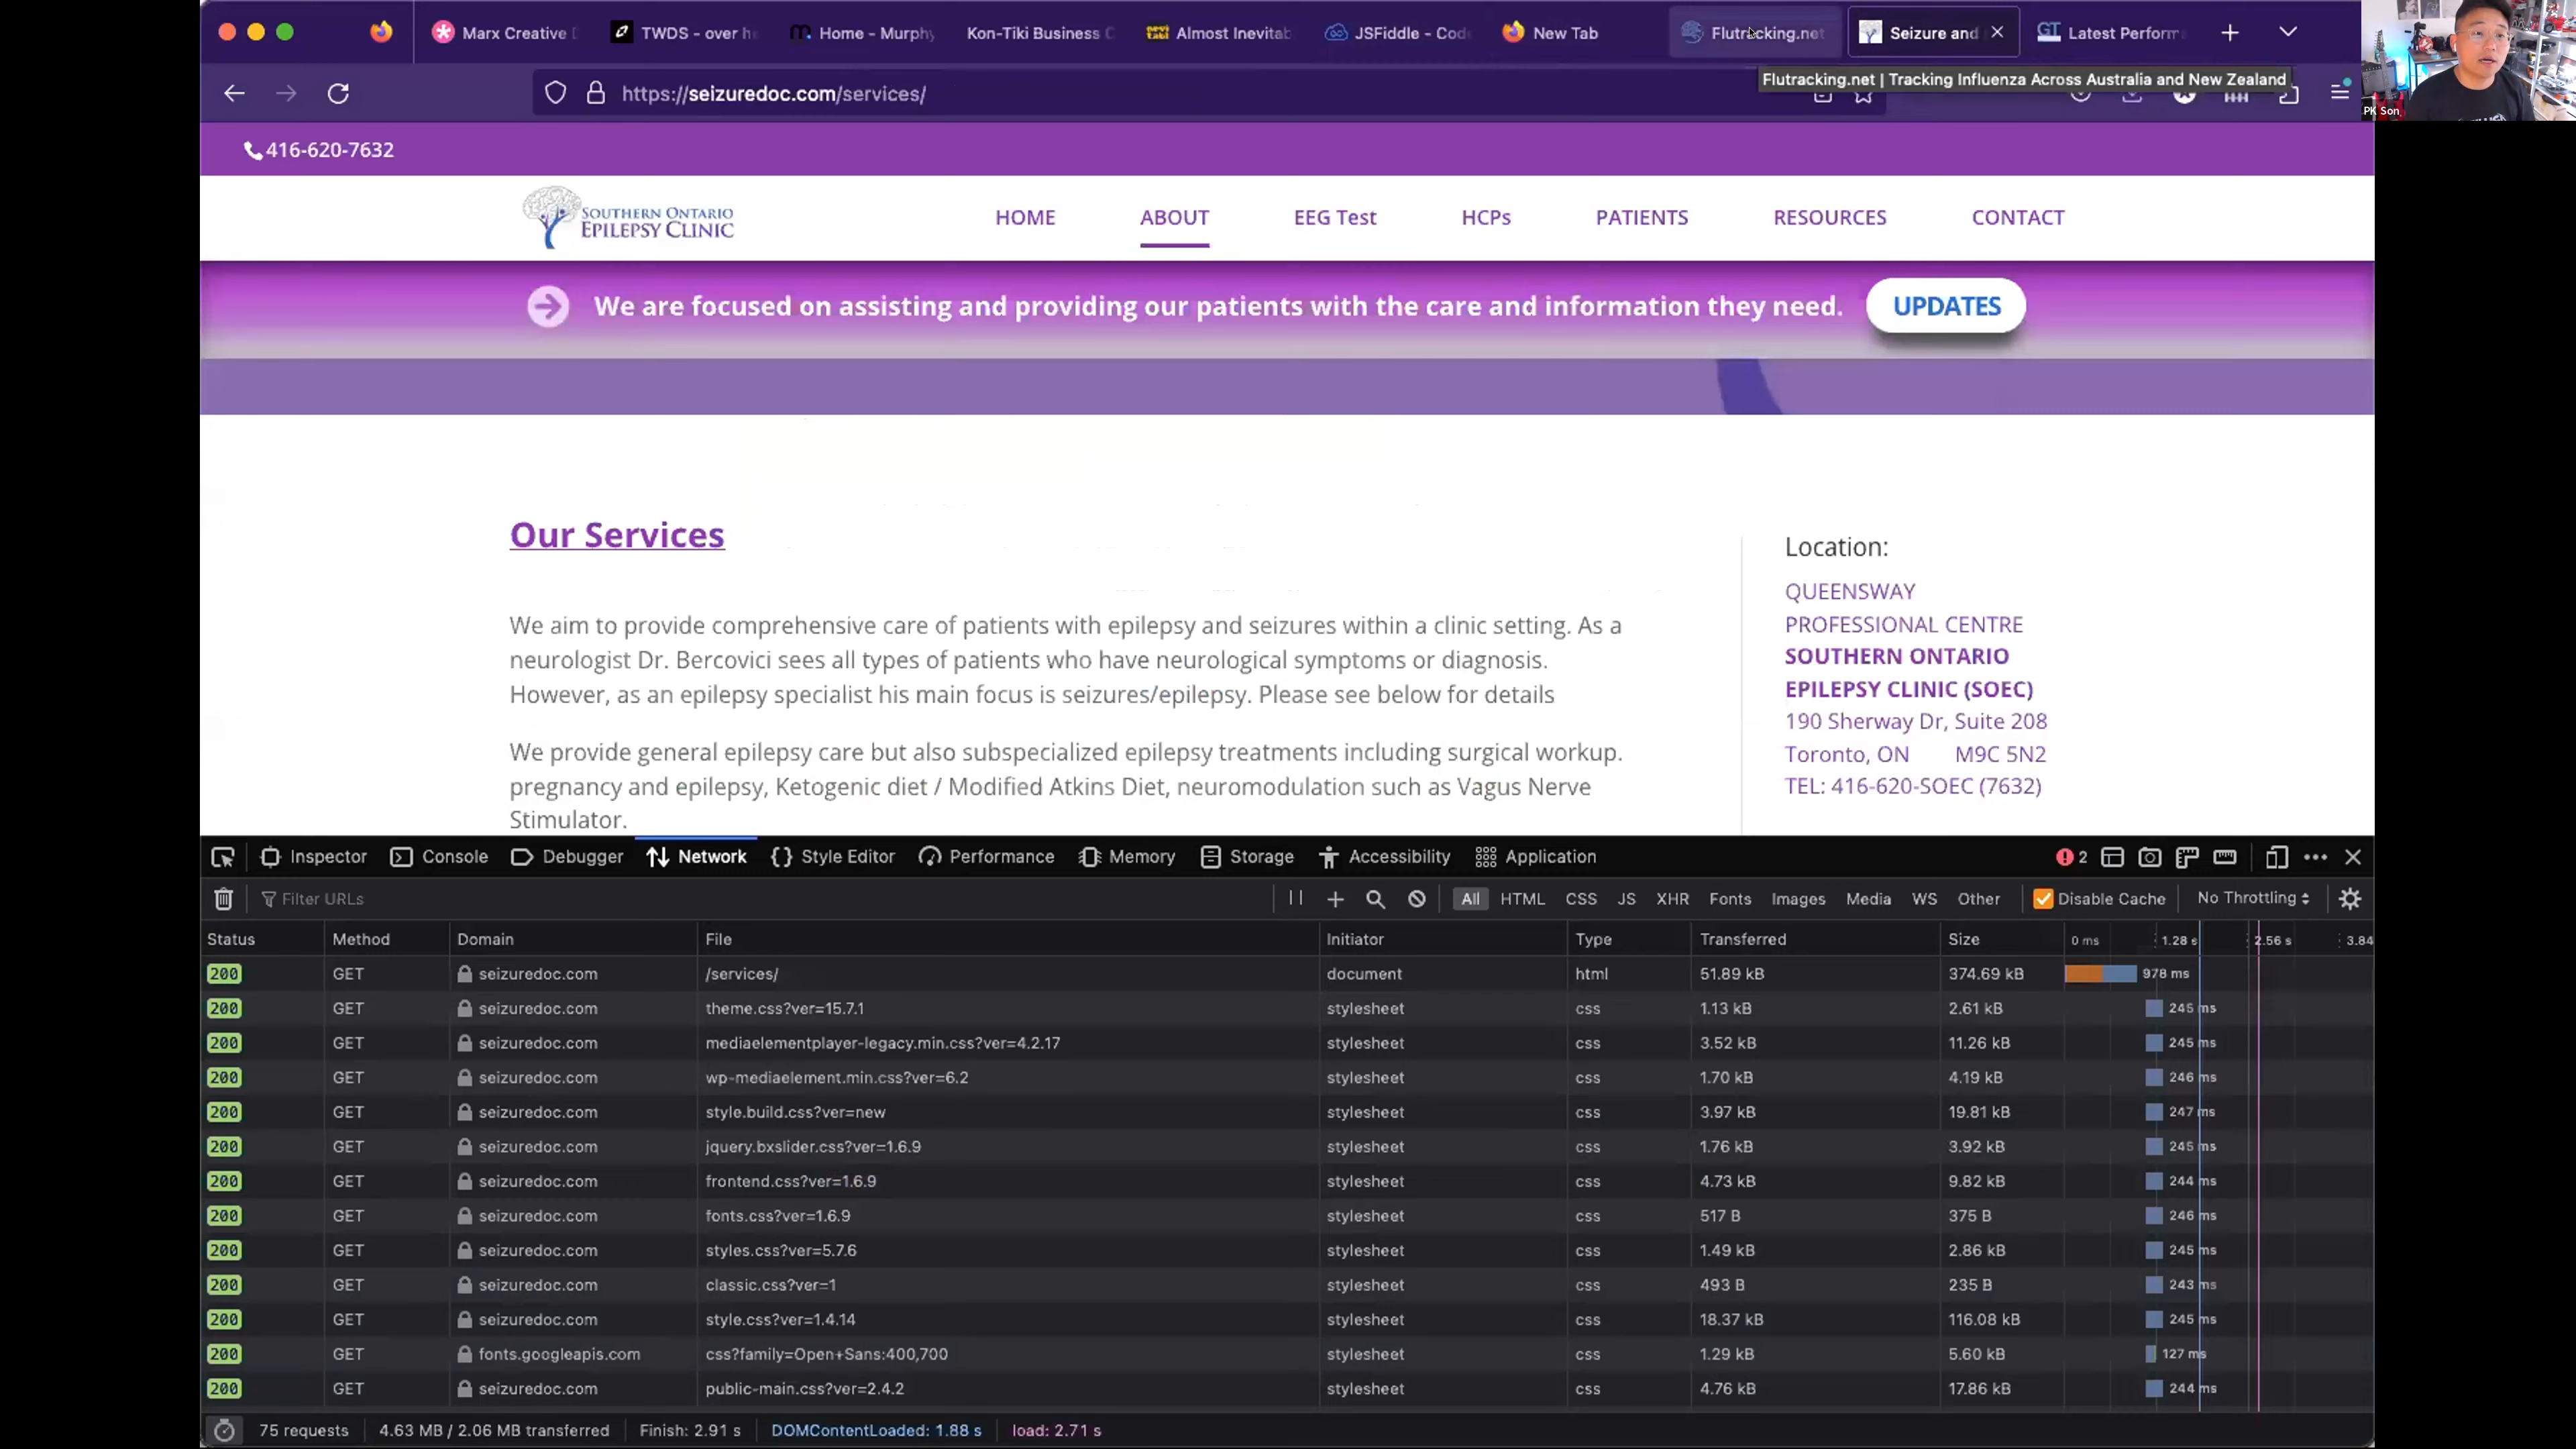 Marx Creative
TWDS - over h
Home - Murphy
Kon-Tiki Business C
Almost Inevitab
JSFiddle - Cod
New Tab
Flutracking.net
Seizure and
Latest Perform
https://seizuredoc.com/services/
Flutracking.net | Tracking Influenza Across Australia and New Zealand
PK Son
416-620-7632
SOUTHERN ONTARIO
EPILEPSY CLINIC
HOME ABOUT EEG Test HCPs PATIENTS RESOURCES CONTACT
We are focused on assisting and providing our patients with the care and information they need. UPDATES
Our Services
We aim to provide comprehensive care of patients with epilepsy and seizures within a clinic setting. As a
neurologist Dr. Bercovici sees all types of patients who have neurological symptoms or diagnosis.
However, as an epilepsy specialist his main focus is seizures/epilepsy. Please see below for details
We provide general epilepsy care but also subspecialized epilepsy treatments including surgical workup.
pregnancy and epilepsy, Ketogenic diet / Modified Atkins Diet, neuromodulation such as Vagus Nerve
Stimulator.
Location:
QUEENSWAY
PROFESSIONAL CENTRE
SOUTHERN ONTARIO
EPILEPSY CLINIC (SOEC)
190 Sherway Dr, Suite 208
Toronto, ON M9C 5N2
TEL: 416-620-SOEC (7632)
Inspector Console Debugger Network Style Editor Performance Memory Storage Accessibility Application 2
Filter URLs All HTML CSS JS XHR Fonts Images Media WS Other Disable Cache No Throttling
Status Method Domain File Initiator Type Transferred Size 0 ms 1.28 s 2.56 s 3.84
200 GET seizuredoc.com /services/ document html 51.89 kB 374.69 kB 978 ms
200 GET seizuredoc.com theme.css?ver=15.7.1 stylesheet css 1.13 kB 2.61 kB 245 ms
200 GET seizuredoc.com mediaelementplayer-legacy.min.css?ver=4.2.17 stylesheet css 3.52 kB 11.26 kB 245 ms
200 GET seizuredoc.com wp-mediaelement.min.css?ver=6.2 stylesheet css 1.70 kB 4.19 kB 246 ms
200 GET seizuredoc.com style.build.css?ver=new stylesheet css 3.97 kB 19.81 kB 247 ms
200 GET seizuredoc.com jquery.bxslider.css?ver=1.6.9 stylesheet css 1.76 kB 3.92 kB 245 ms
200 GET seizuredoc.com frontend.css?ver=1.6.9 stylesheet css 4.73 kB 9.82 kB 244 ms
200 GET seizuredoc.com fonts.css?ver=1.6.9 stylesheet css 517 B 375 B 246 ms
200 GET seizuredoc.com styles.css?ver=5.7.6 stylesheet css 1.49 kB 2.86 kB 245 ms
200 GET seizuredoc.com classic.css?ver=1 stylesheet css 493 B 235 B 243 ms
200 GET seizuredoc.com style.css?ver=1.4.14 stylesheet css 18.37 kB 116.08 kB 245 ms
200 GET fonts.googleapis.com css?family=Open+Sans:400,700 stylesheet css 1.29 kB 5.60 kB 127 ms
200 GET seizuredoc.com public-main.css?ver=2.4.2 stylesheet css 4.76 kB 17.86 kB 244 ms
75 requests 4.63 MB / 2.06 MB transferred Finish: 2.91 s DOMContentLoaded: 1.88 s load: 2.71 s